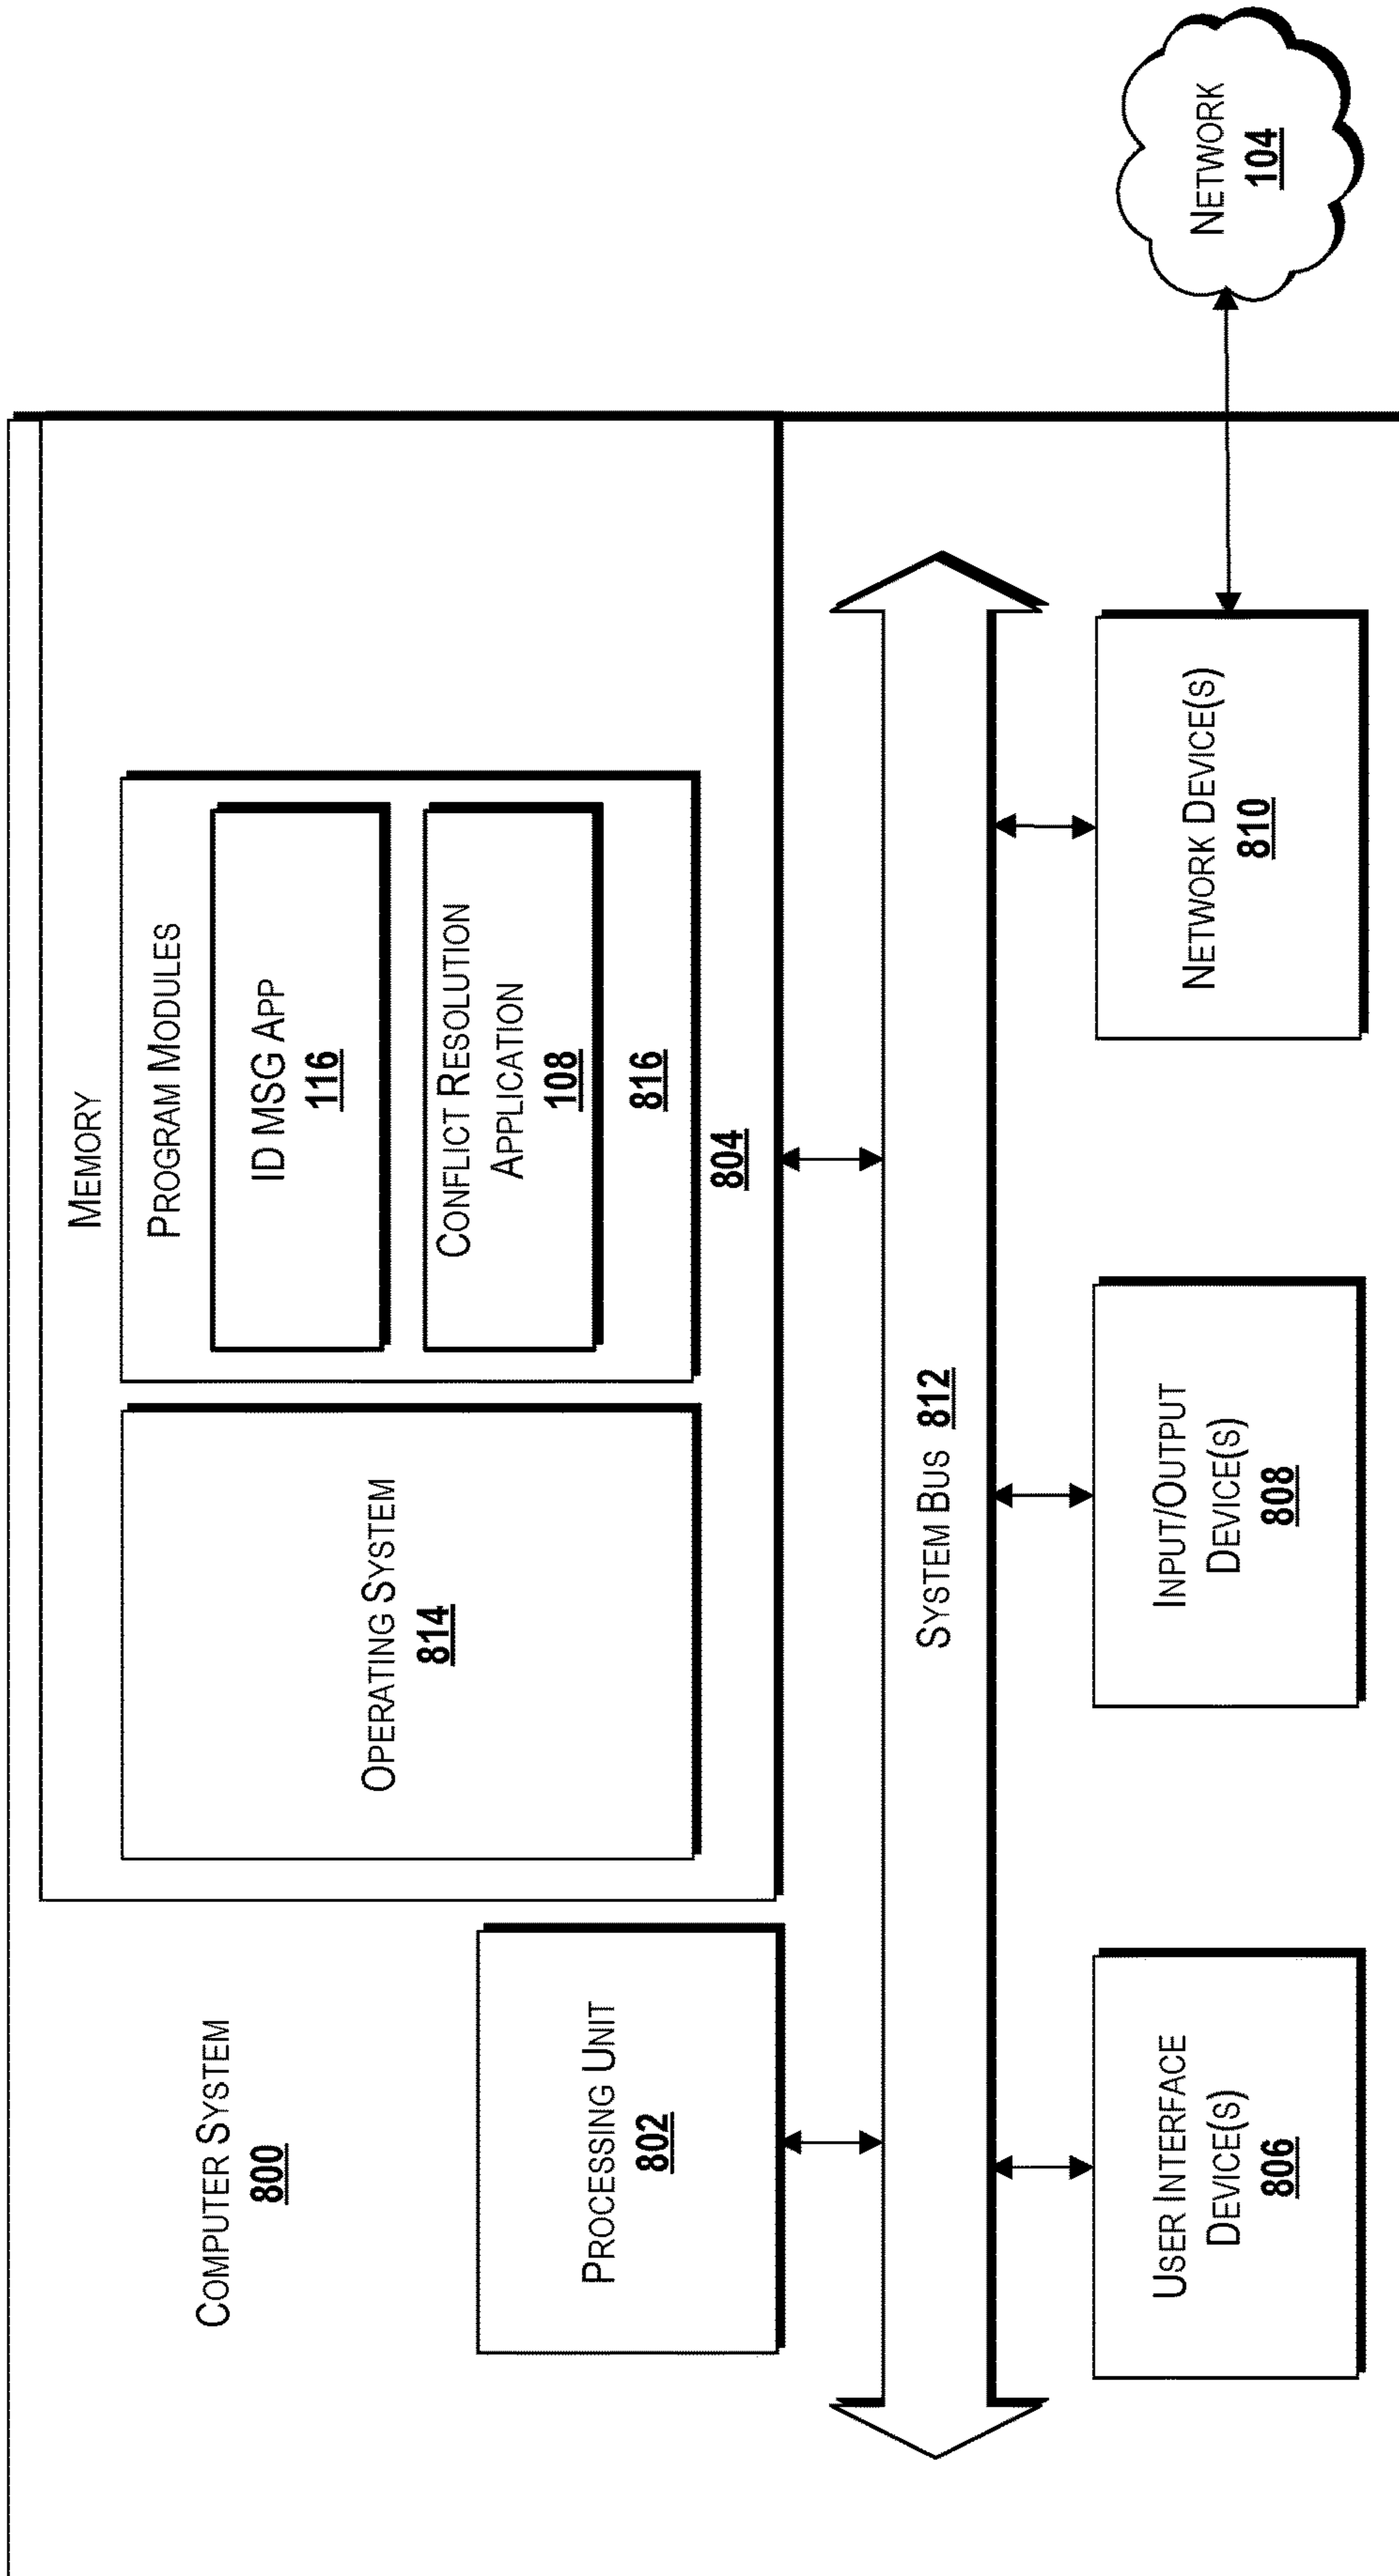 COMPUTER SYSTEM
800
PROCESSING UNIT
802
MEMORY
OPERATING SYSTEM
814
PROGRAM MODULES
ID MSG APP
116
CONFLICT RESOLUTION
APPLICATION
108
816
804
SYSTEM BUS 812
USER INTERFACE
DEVICE(S)
806
INPUT/OUTPUT
DEVICE(S)
808
NETWORK DEVICE(S)
810
NETWORK
104